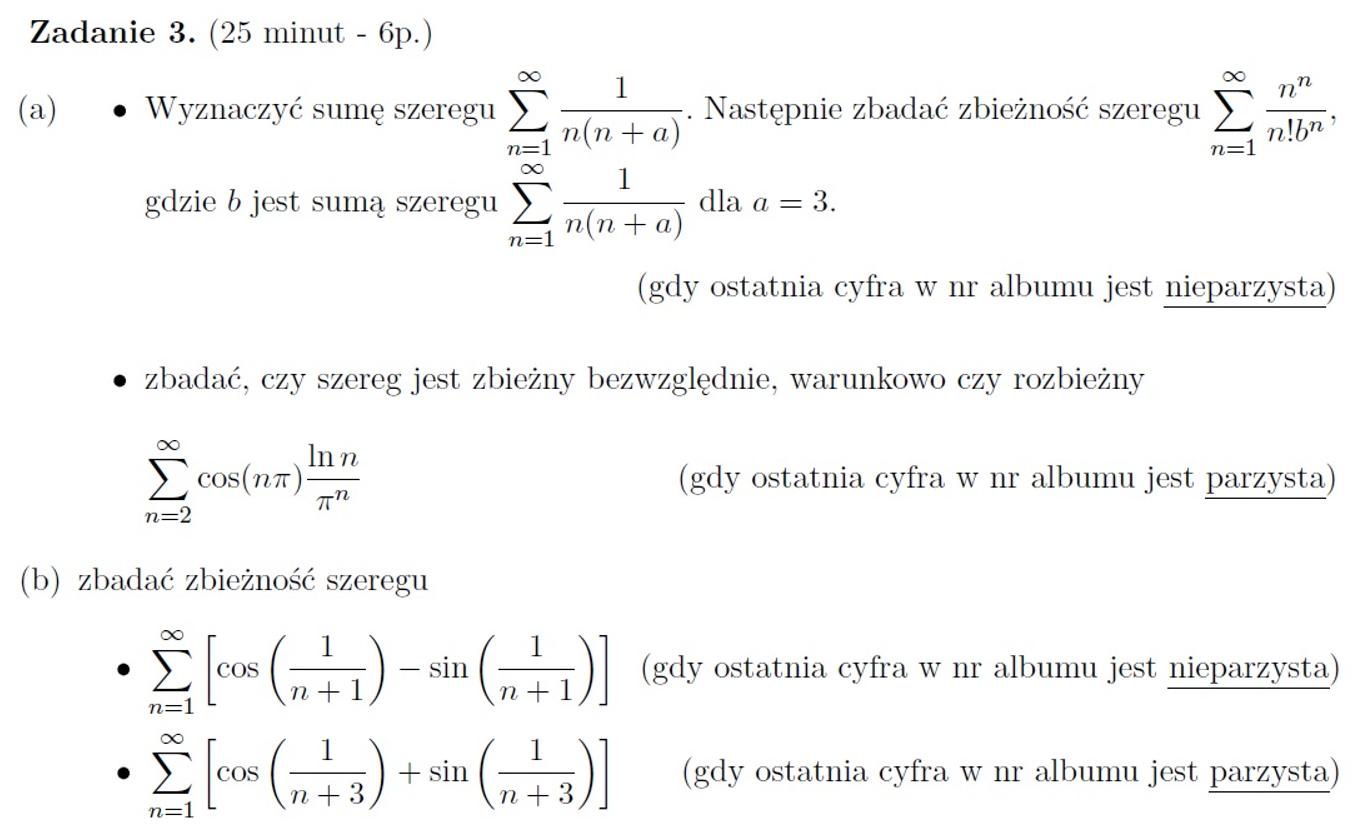 Zadanie 3. (25 minut - 6p.)
(a) • Wyznaczyć sumę szeregu $\sum_{n=1}^{\infty} \frac{1}{n(n+a)}$. Następnie zbadać zbieżność szeregu $\sum_{n=1}^{\infty} \frac{n^n}{n!b^n}$,
gdzie b jest sumą szeregu $\sum_{n=1}^{\infty} \frac{1}{n(n+a)}$ dla a = 3.
(gdy ostatnia cyfra w nr albumu jest nieparzysta)
• zbadać, czy szereg jest zbieżny bezwzględnie, warunkowo czy rozbieżny
$\sum_{n=2}^{\infty} \cos(n\pi)\frac{\ln n}{\pi^n}$ (gdy ostatnia cyfra w nr albumu jest parzysta)
(b) zbadać zbieżność szeregu
• $\sum_{n=1}^{\infty} \left[\cos\left(\frac{1}{n+1}\right) - \sin\left(\frac{1}{n+1}\right)\right]$ (gdy ostatnia cyfra w nr albumu jest nieparzysta)
• $\sum_{n=1}^{\infty} \left[\cos\left(\frac{1}{n+3}\right) + \sin\left(\frac{1}{n+3}\right)\right]$ (gdy ostatnia cyfra w nr albumu jest parzysta)